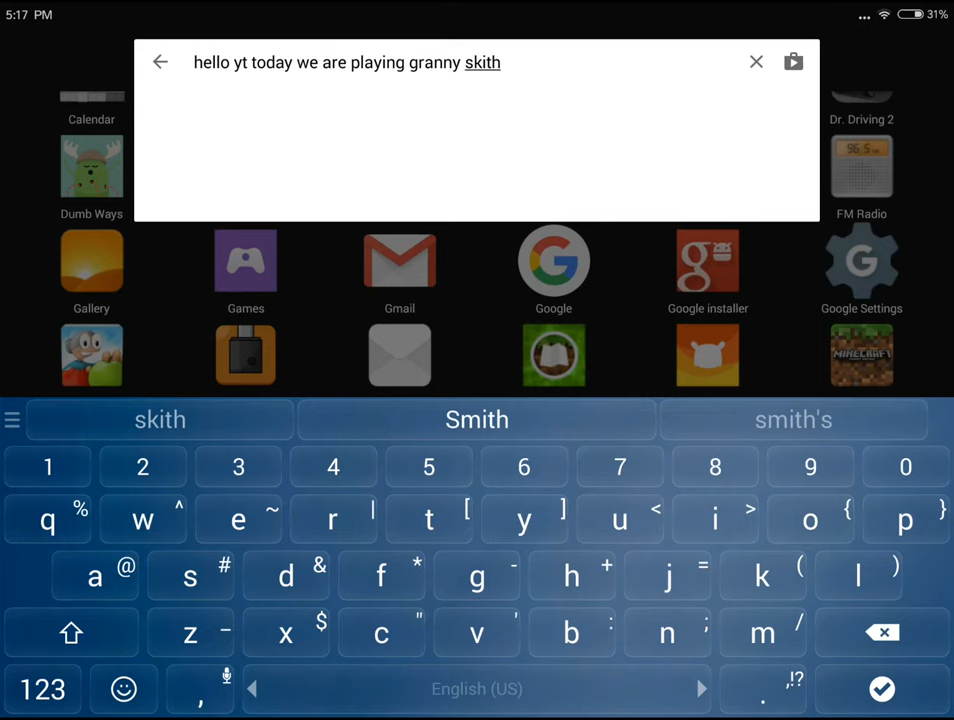 5:17 PM
31%
hello yt today we are playing granny skith
Calendar
Dr. Driving 2
96.5
Dumb Ways
FM Radio
Gallery
Games
Gmail
Google
Google installer
Google Settings
MINECRAFT
skith Smith smith's
1 2 3 4 5 6 7 8 9 0
q % w ^ e ~ r | t [ y ] u < i > o { p }
a @ s # d & f * g - h + j = k ( l )
z _ x $ c " v ' b : n ; m /
123 , English (US) . ,!?